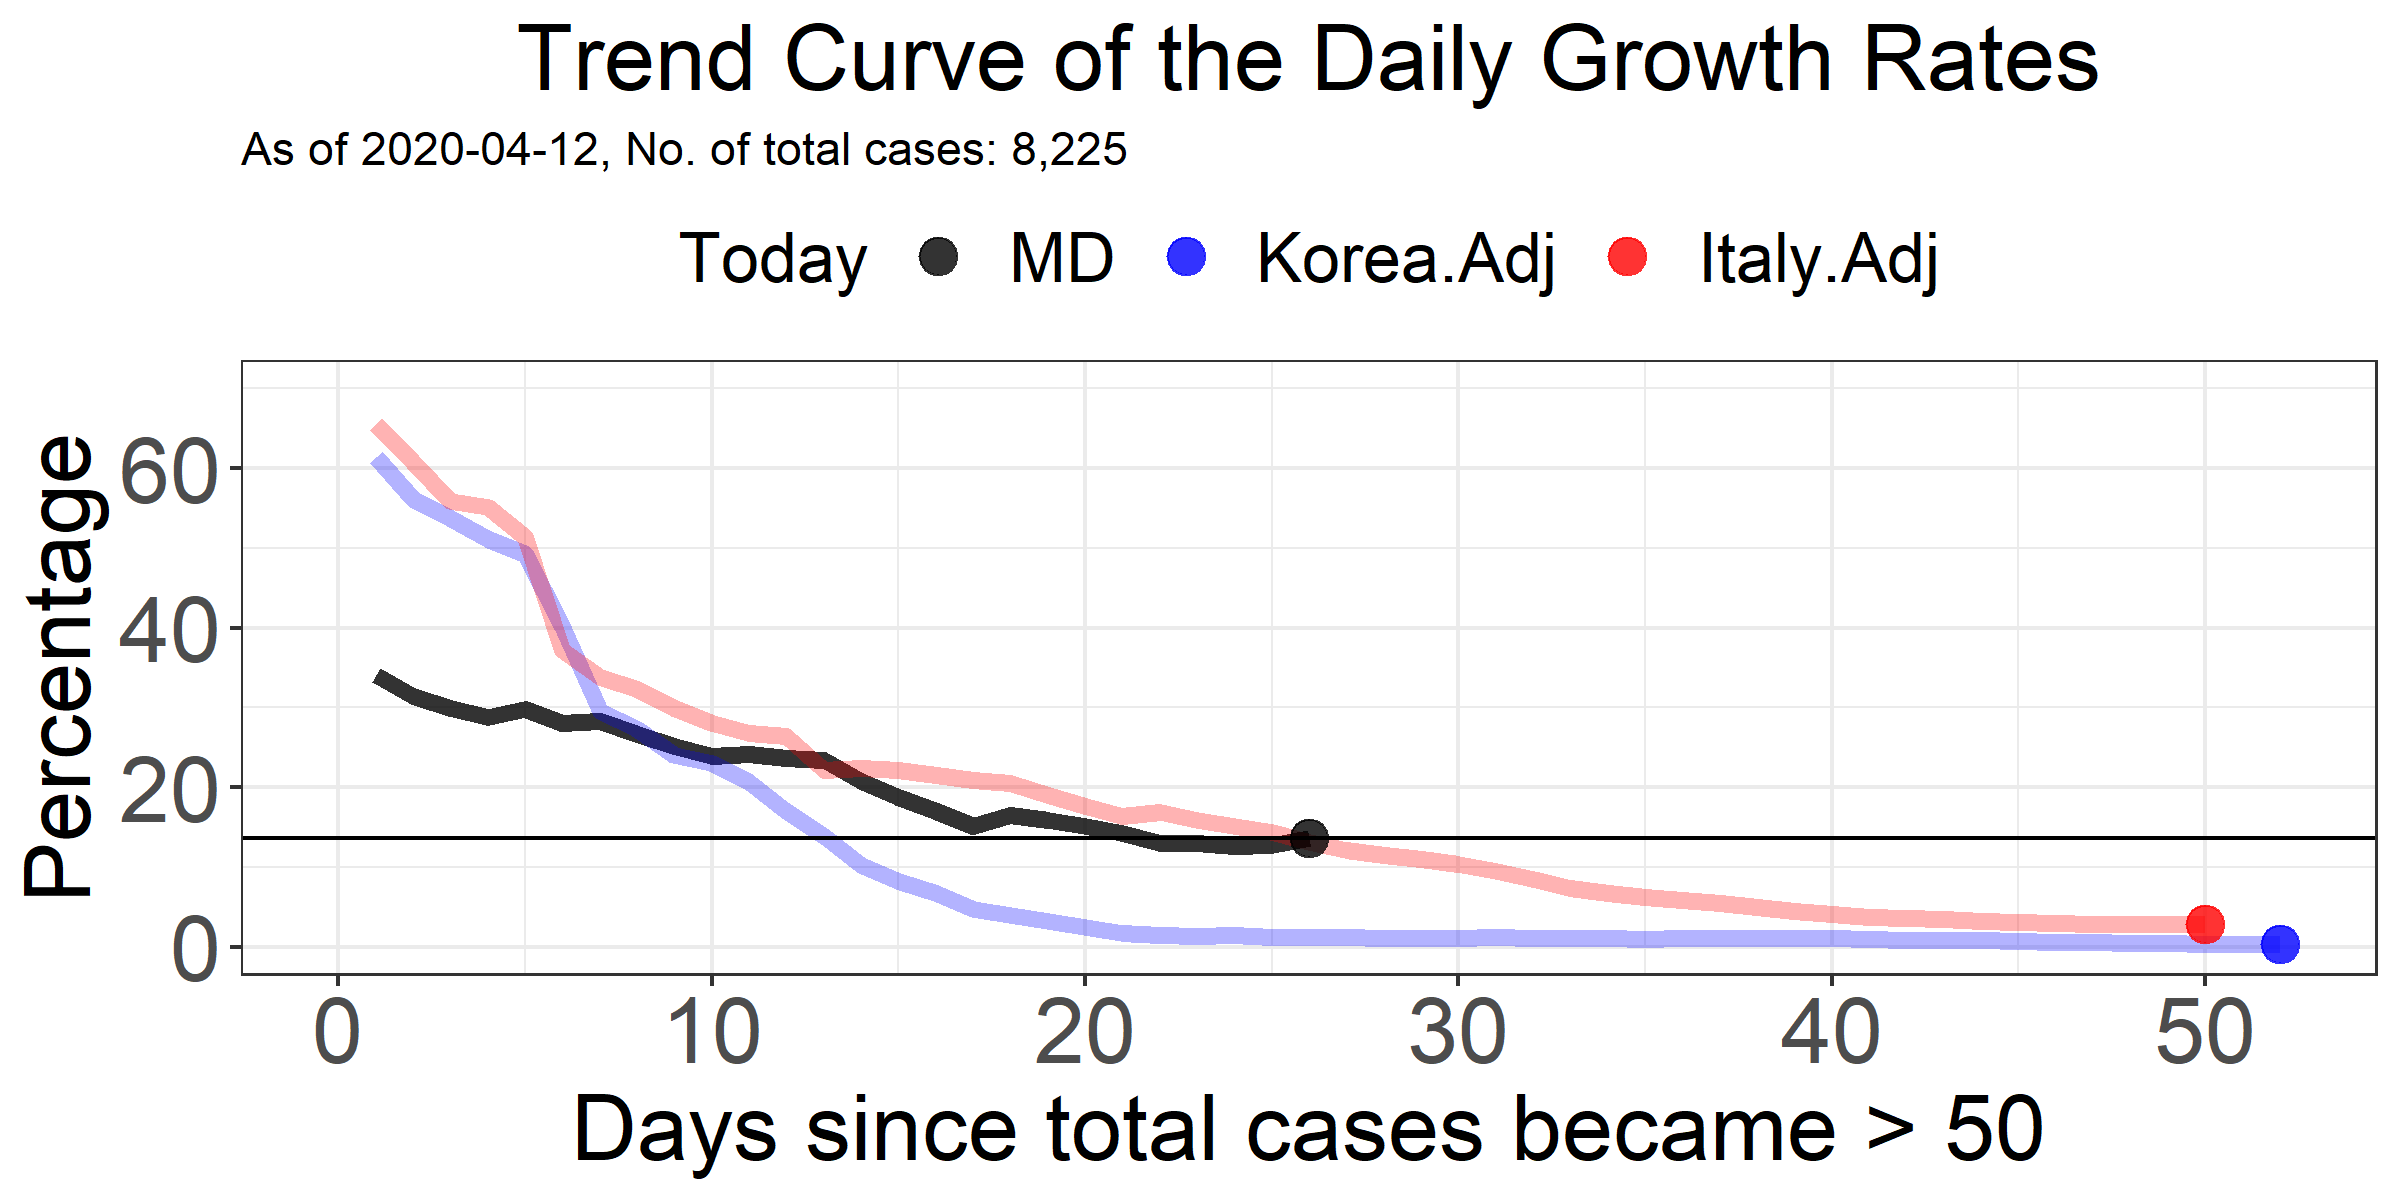 Trend Curve of the Daily Growth Rates
As of 2020-04-12, No. of total cases: 8,225
Today MD Korea.Adj Italy.Adj
Percentage
60
40
20
0
0 10 20 30 40 50
Days since total cases became > 50